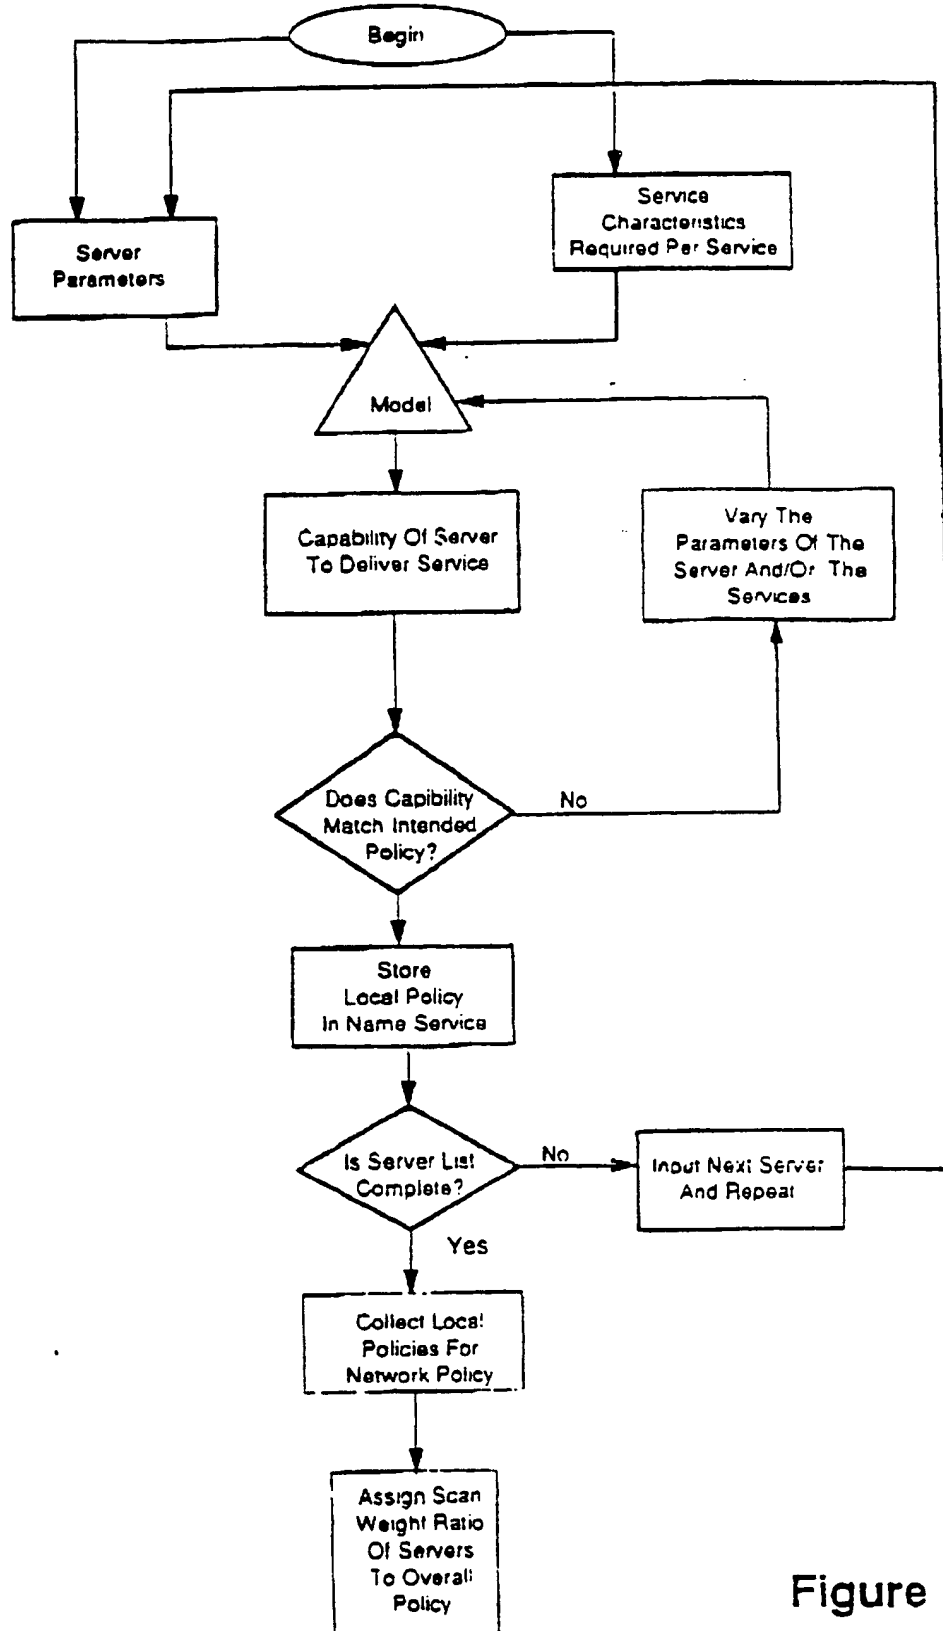 Begin
Service
Characteristics
Required Per Service
Server
Parameters
Model
Capability Of Server
To Deliver Service
Vary The
Parameters Of The
Server And/Or The
Services
Does Capibility
Match Intended
Policy?
No
Store
Local Policy
In Name Service
Is Server List
Complete?
No
Input Next Server
And Repeat
Yes
Collect Local
Policies For
Network Policy
Assign Scan
Weight Ratio
Of Servers
To Overall
Policy
Figure